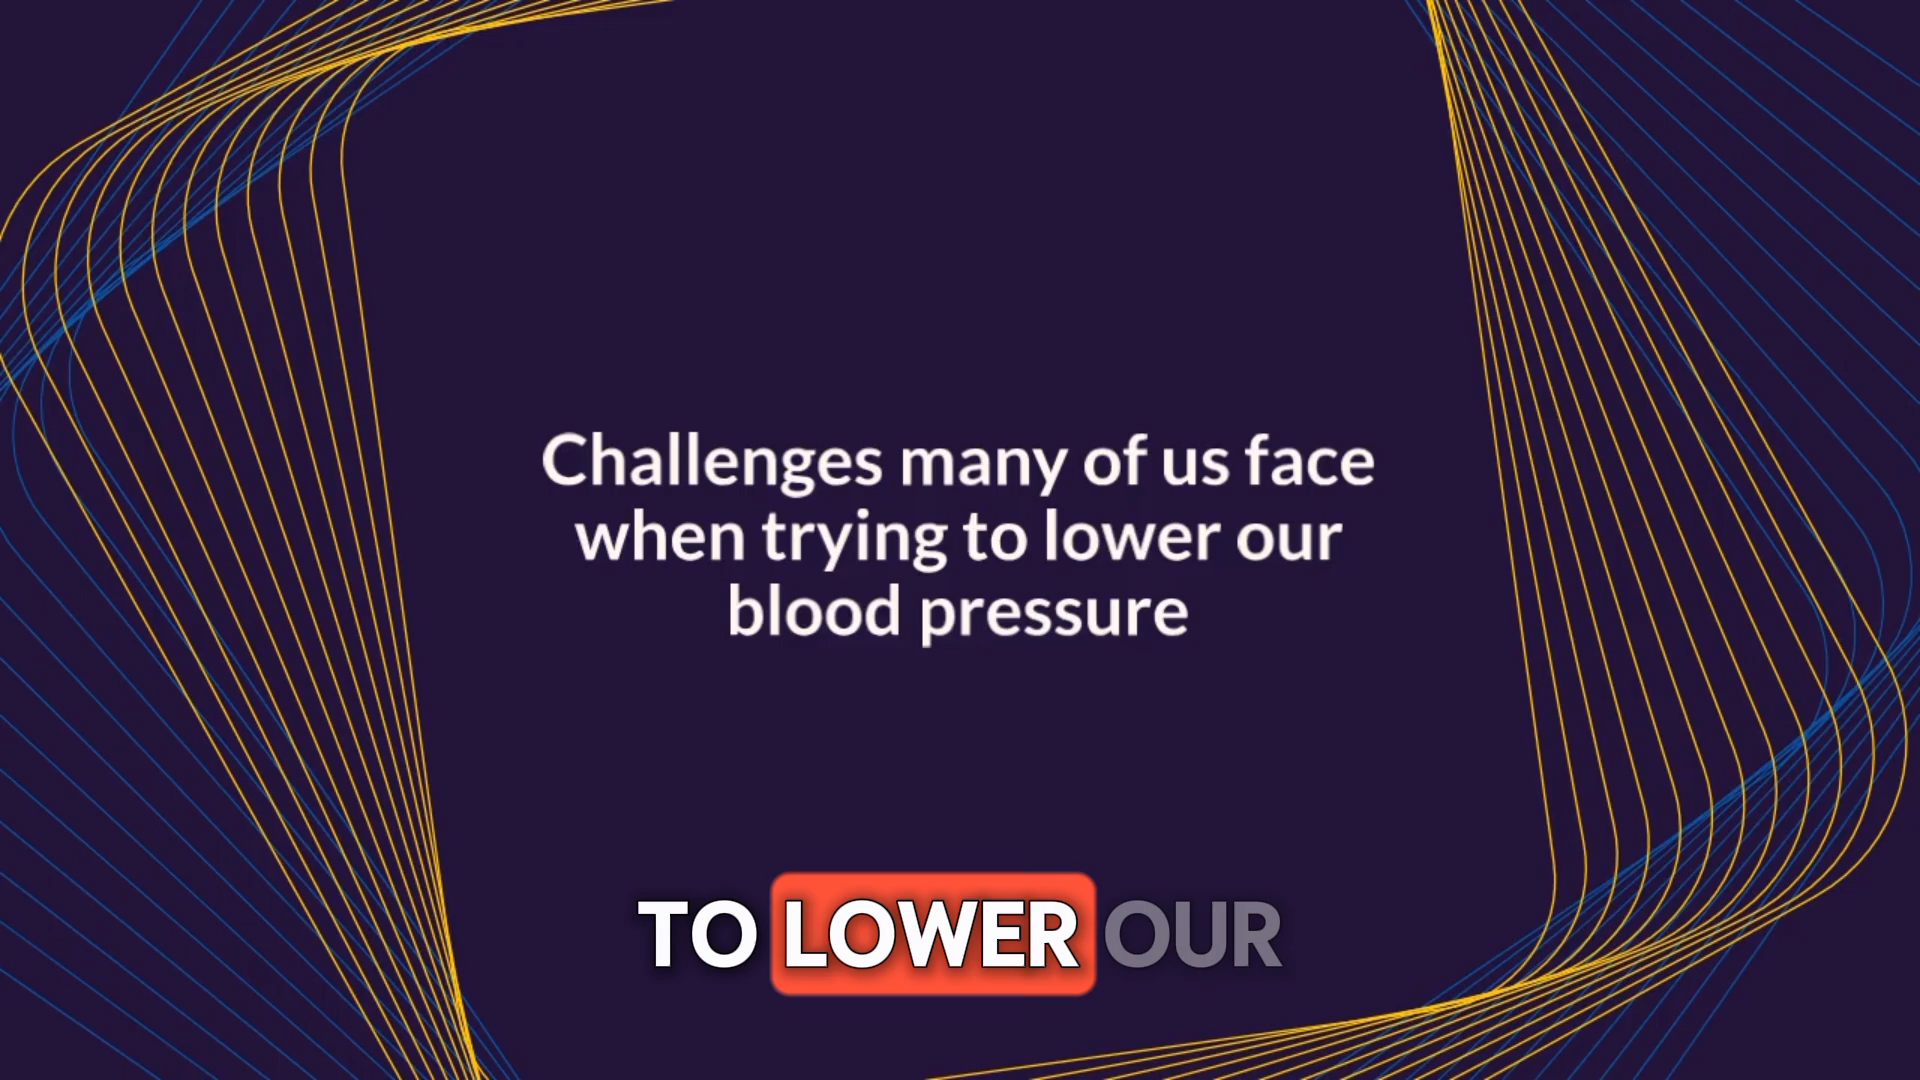 Challenges many of us face
when trying to lower our
blood pressure
TO LOWER OUR